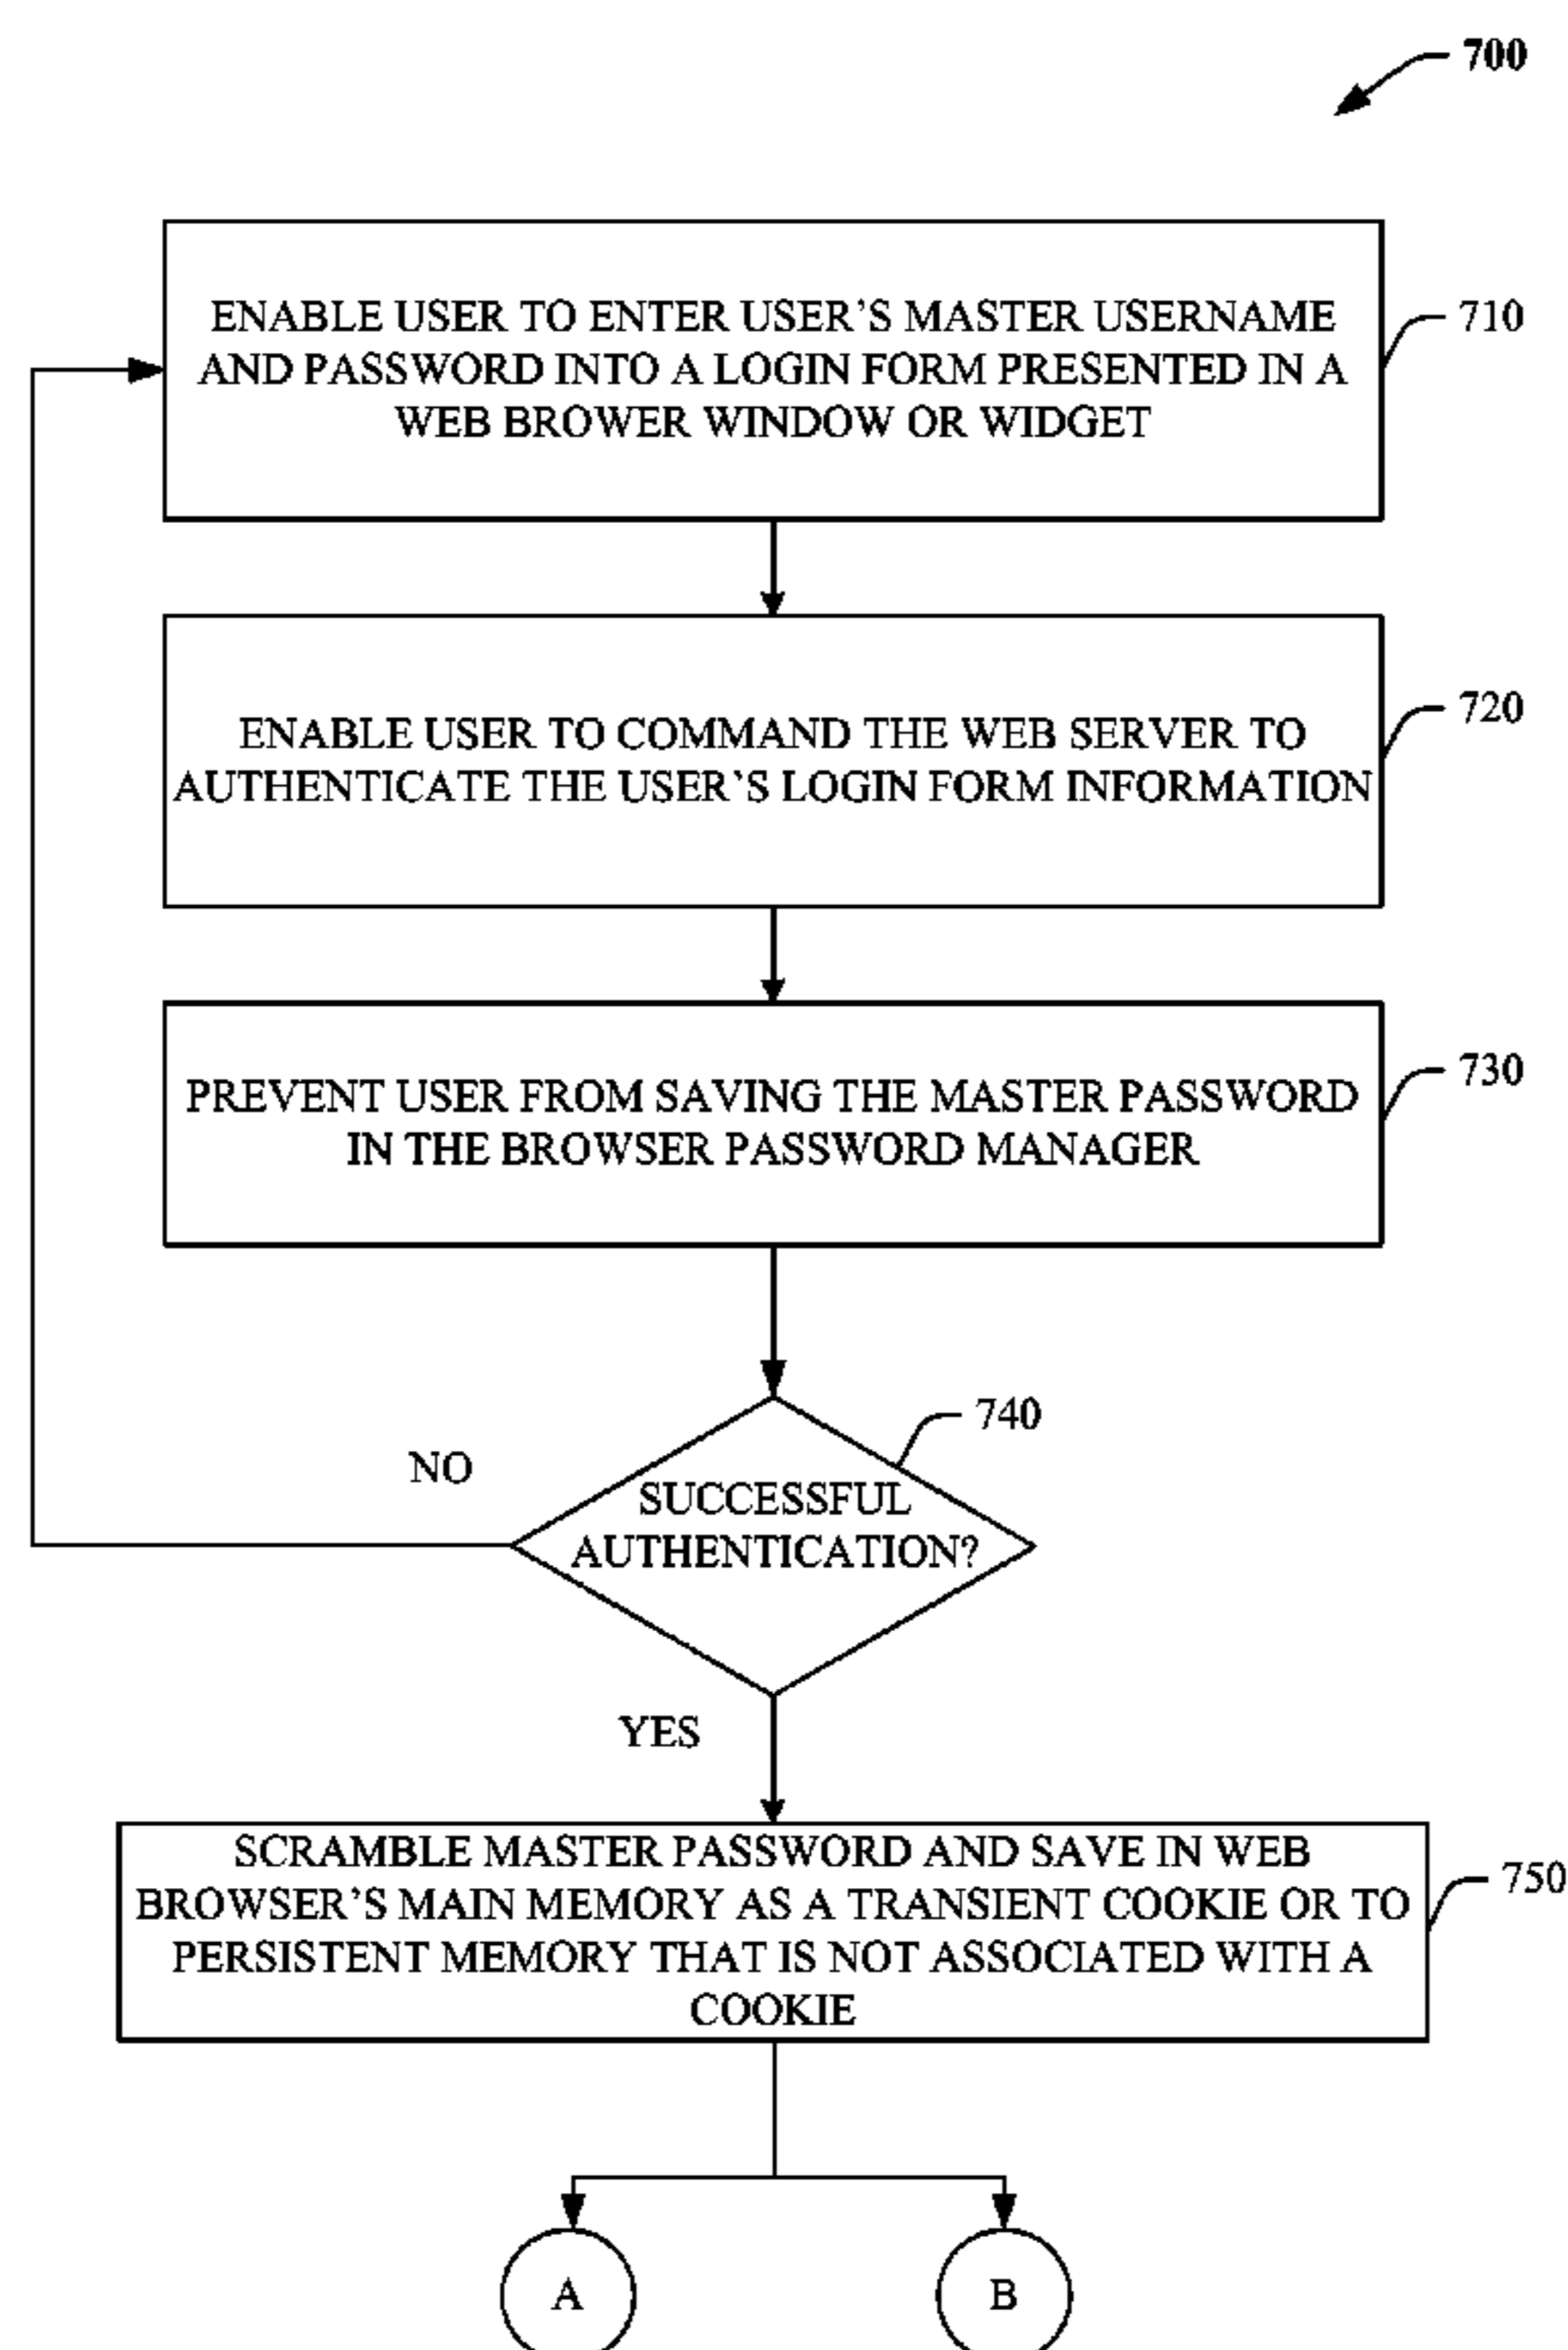 700
ENABLE USER TO ENTER USER'S MASTER USERNAME
AND PASSWORD INTO A LOGIN FORM PRESENTED IN A
WEB BROWER WINDOW OR WIDGET
710
ENABLE USER TO COMMAND THE WEB SERVER TO
AUTHENTICATE THE USER'S LOGIN FORM INFORMATION
720
PREVENT USER FROM SAVING THE MASTER PASSWORD
IN THE BROWSER PASSWORD MANAGER
730
740
NO
SUCCESSFUL
AUTHENTICATION?
YES
SCRAMBLE MASTER PASSWORD AND SAVE IN WEB
BROWSER'S MAIN MEMORY AS A TRANSIENT COOKIE OR TO
PERSISTENT MEMORY THAT IS NOT ASSOCIATED WITH A
COOKIE
750
A
B